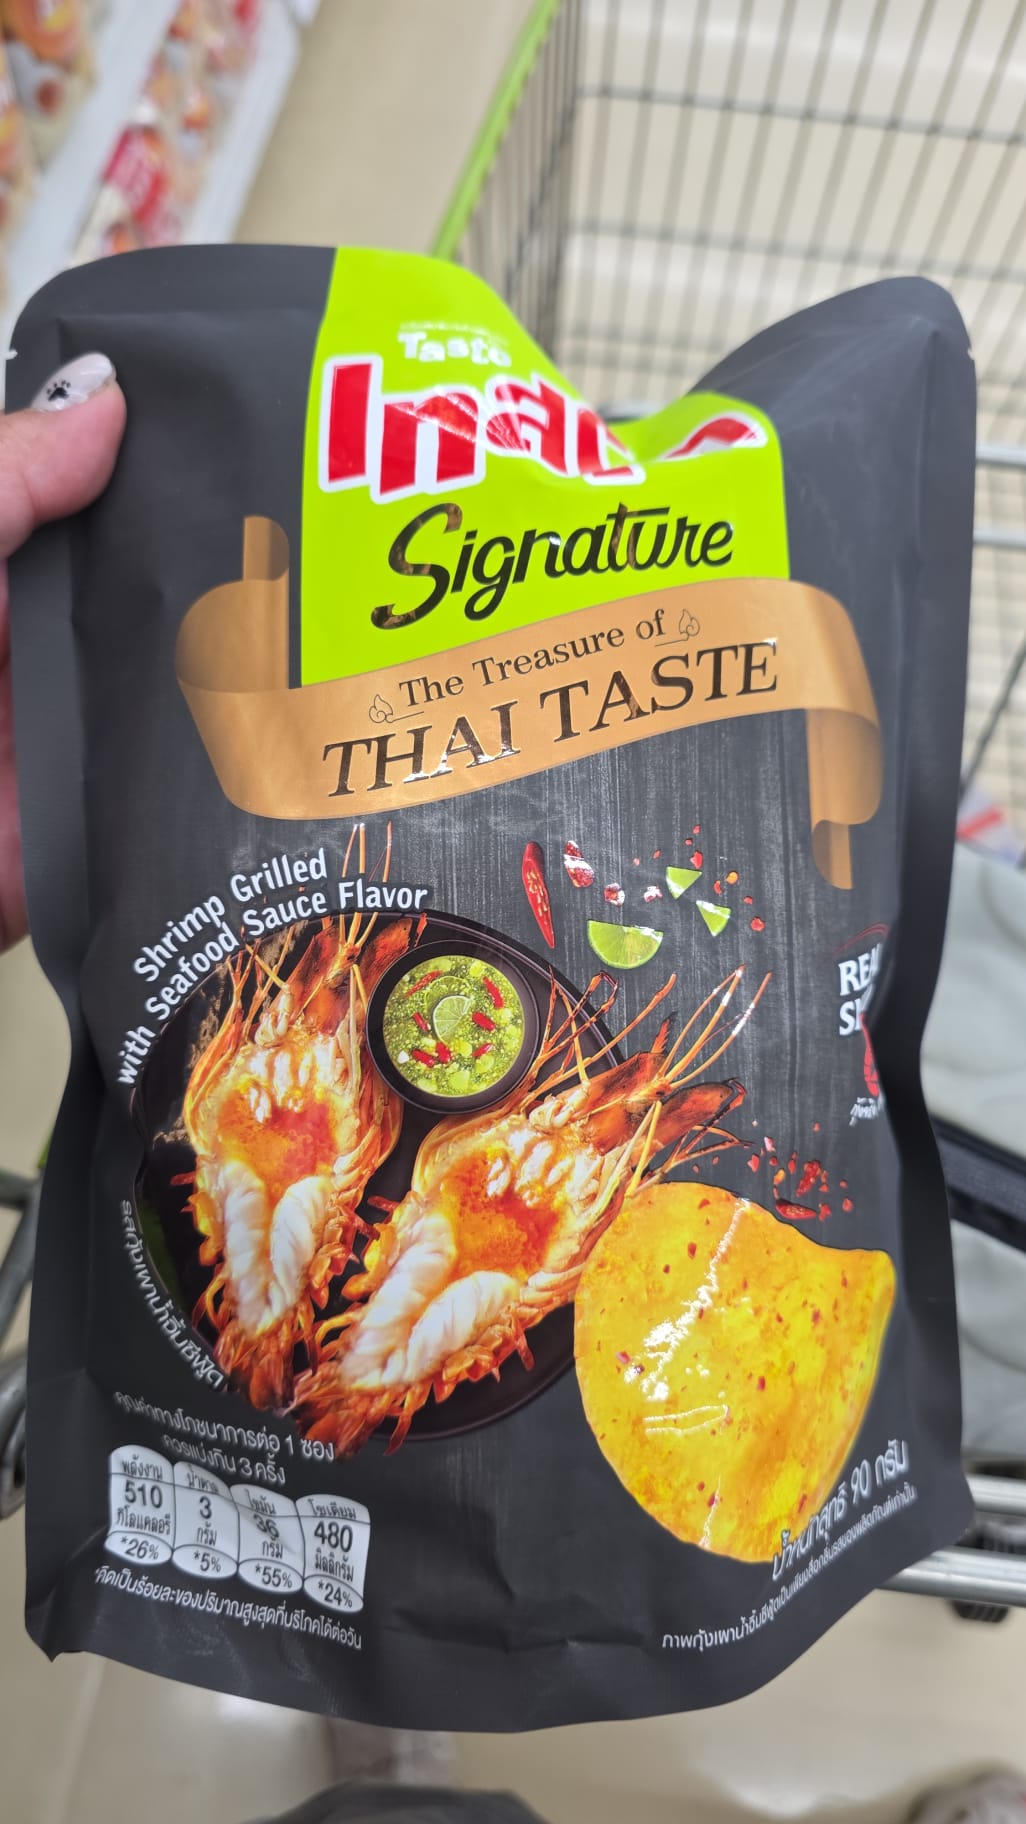 Tasto
Signature
The Treasure of
THAI TASTE
Shrimp Grilled
with Seafood Sauce Flavor
รสกุ้งเผาน้ำจิ้มซีฟู้ด
คุณค่าทางโภชนาการต่อ 1 ซอง
ควรแบ่งกิน 3 ครั้ง
พลังงาน น้ำตาล ไขมัน โซเดียม
510 3 36 480
กิโลแคลอรี กรัม กรัม มิลลิกรัม
*26% *5% *55% *24%
*คิดเป็นร้อยละของปริมาณสูงสุดที่บริโภคได้ต่อวัน
น้ำหนักสุทธิ 90 กรัม